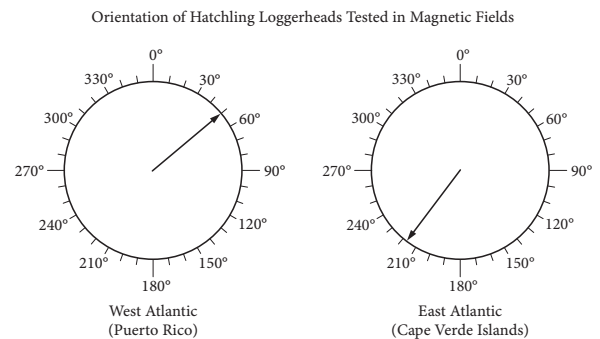 Orientation of Hatchling Loggerheads Tested in Magnetic Fields
0°
330° 30°
300° 60°
270° 90°
240° 120°
210° 150°
180°
West Atlantic
(Puerto Rico)
0°
330° 30°
300° 60°
270° 90°
240° 120°
210° 150°
180°
East Atlantic
(Cape Verde Islands)